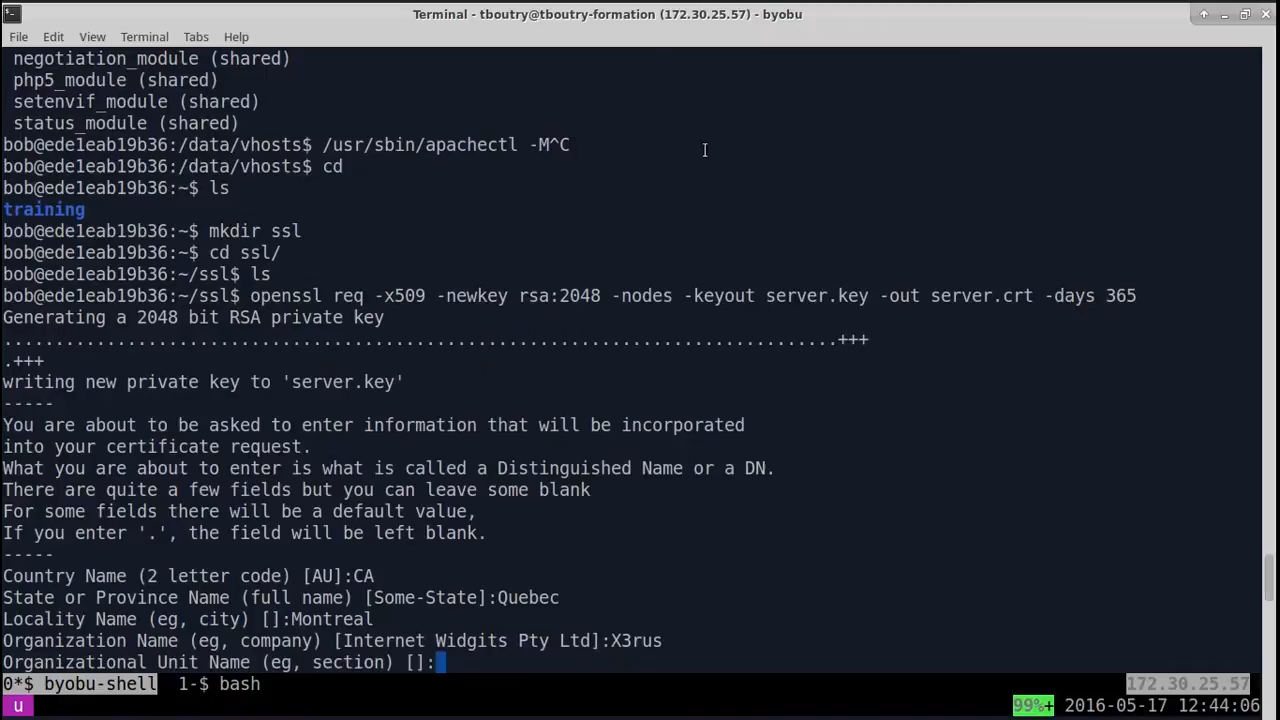 Terminal - tboutry@tboutry-formation (172.30.25.57) - byobu
File Edit View Terminal Tabs Help
negotiation_module (shared)
php5_module (shared)
setenvif_module (shared)
status_module (shared)
bob@ede1eab19b36:/data/vhosts$ /usr/sbin/apachectl -M^C
bob@ede1eab19b36:/data/vhosts$ cd
bob@ede1eab19b36:~$ ls
training
bob@ede1eab19b36:~$ mkdir ssl
bob@ede1eab19b36:~$ cd ssl/
bob@ede1eab19b36:~/ssl$ ls
bob@ede1eab19b36:~/ssl$ openssl req -x509 -newkey rsa:2048 -nodes -keyout server.key -out server.crt -days 365
Generating a 2048 bit RSA private key
.................................................................................+++
.+++
writing new private key to 'server.key'
-----
You are about to be asked to enter information that will be incorporated
into your certificate request.
What you are about to enter is what is called a Distinguished Name or a DN.
There are quite a few fields but you can leave some blank
For some fields there will be a default value,
If you enter '.', the field will be left blank.
-----
Country Name (2 letter code) [AU]:CA
State or Province Name (full name) [Some-State]:Quebec
Locality Name (eg, city) []:Montreal
Organization Name (eg, company) [Internet Widgits Pty Ltd]:X3rus
Organizational Unit Name (eg, section) []:
0*$ byobu-shell 1-$ bash 172.30.25.57
u 99%+ 2016-05-17 12:44:06